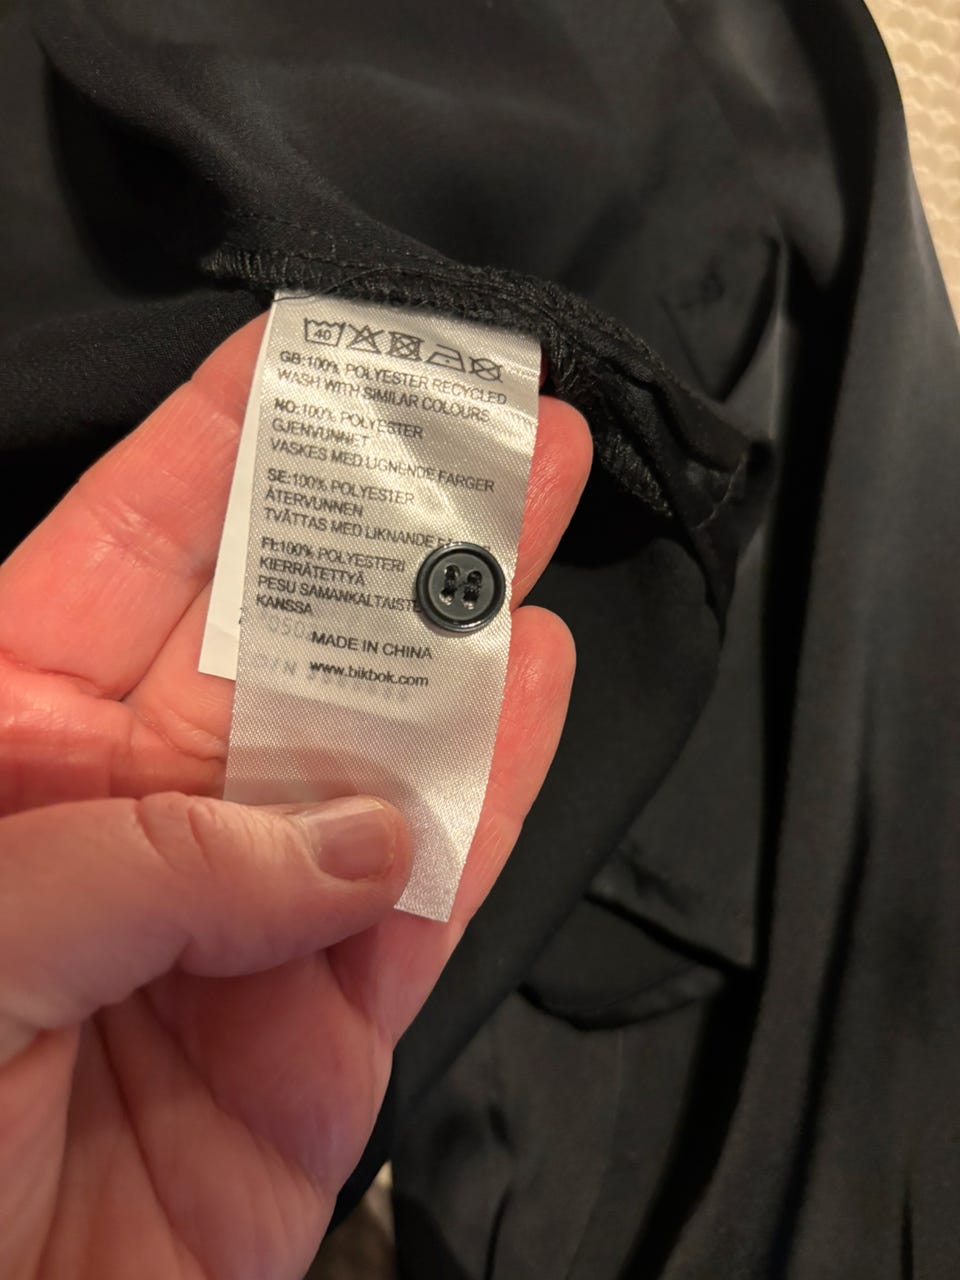 40
GB:100% POLYESTER RECYCLED
WASH WITH SIMILAR COLOURS
NO:100% POLYESTER
GJENVUNNET
VASKES MED LIGNENDE FARGER
SE:100% POLYESTER
ÅTERVUNNEN
TVÄTTAS MED LIKNANDE
FI:100% POLYESTERI
KIERRÄTETTYÄ
PESU SAMANKALTAISTE
KANSSA
MADE IN CHINA
www.bikbok.com